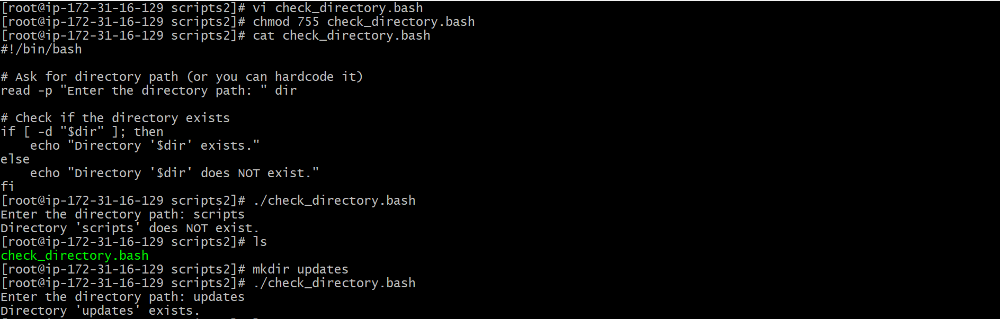 [root@ip-172-31-16-129 scripts2]# vi check_directory.bash
[root@ip-172-31-16-129 scripts2]# chmod 755 check_directory.bash
[root@ip-172-31-16-129 scripts2]# cat check_directory.bash
#!/bin/bash

# Ask for directory path (or you can hardcode it)
read -p "Enter the directory path: " dir

# Check if the directory exists
if [ -d "$dir" ]; then
    echo "Directory '$dir' exists."
else
    echo "Directory '$dir' does NOT exist."
fi
[root@ip-172-31-16-129 scripts2]# ./check_directory.bash
Enter the directory path: scripts
Directory 'scripts' does NOT exist.
[root@ip-172-31-16-129 scripts2]# ls
check_directory.bash
[root@ip-172-31-16-129 scripts2]# mkdir updates
[root@ip-172-31-16-129 scripts2]# ./check_directory.bash
Enter the directory path: updates
Directory 'updates' exists.